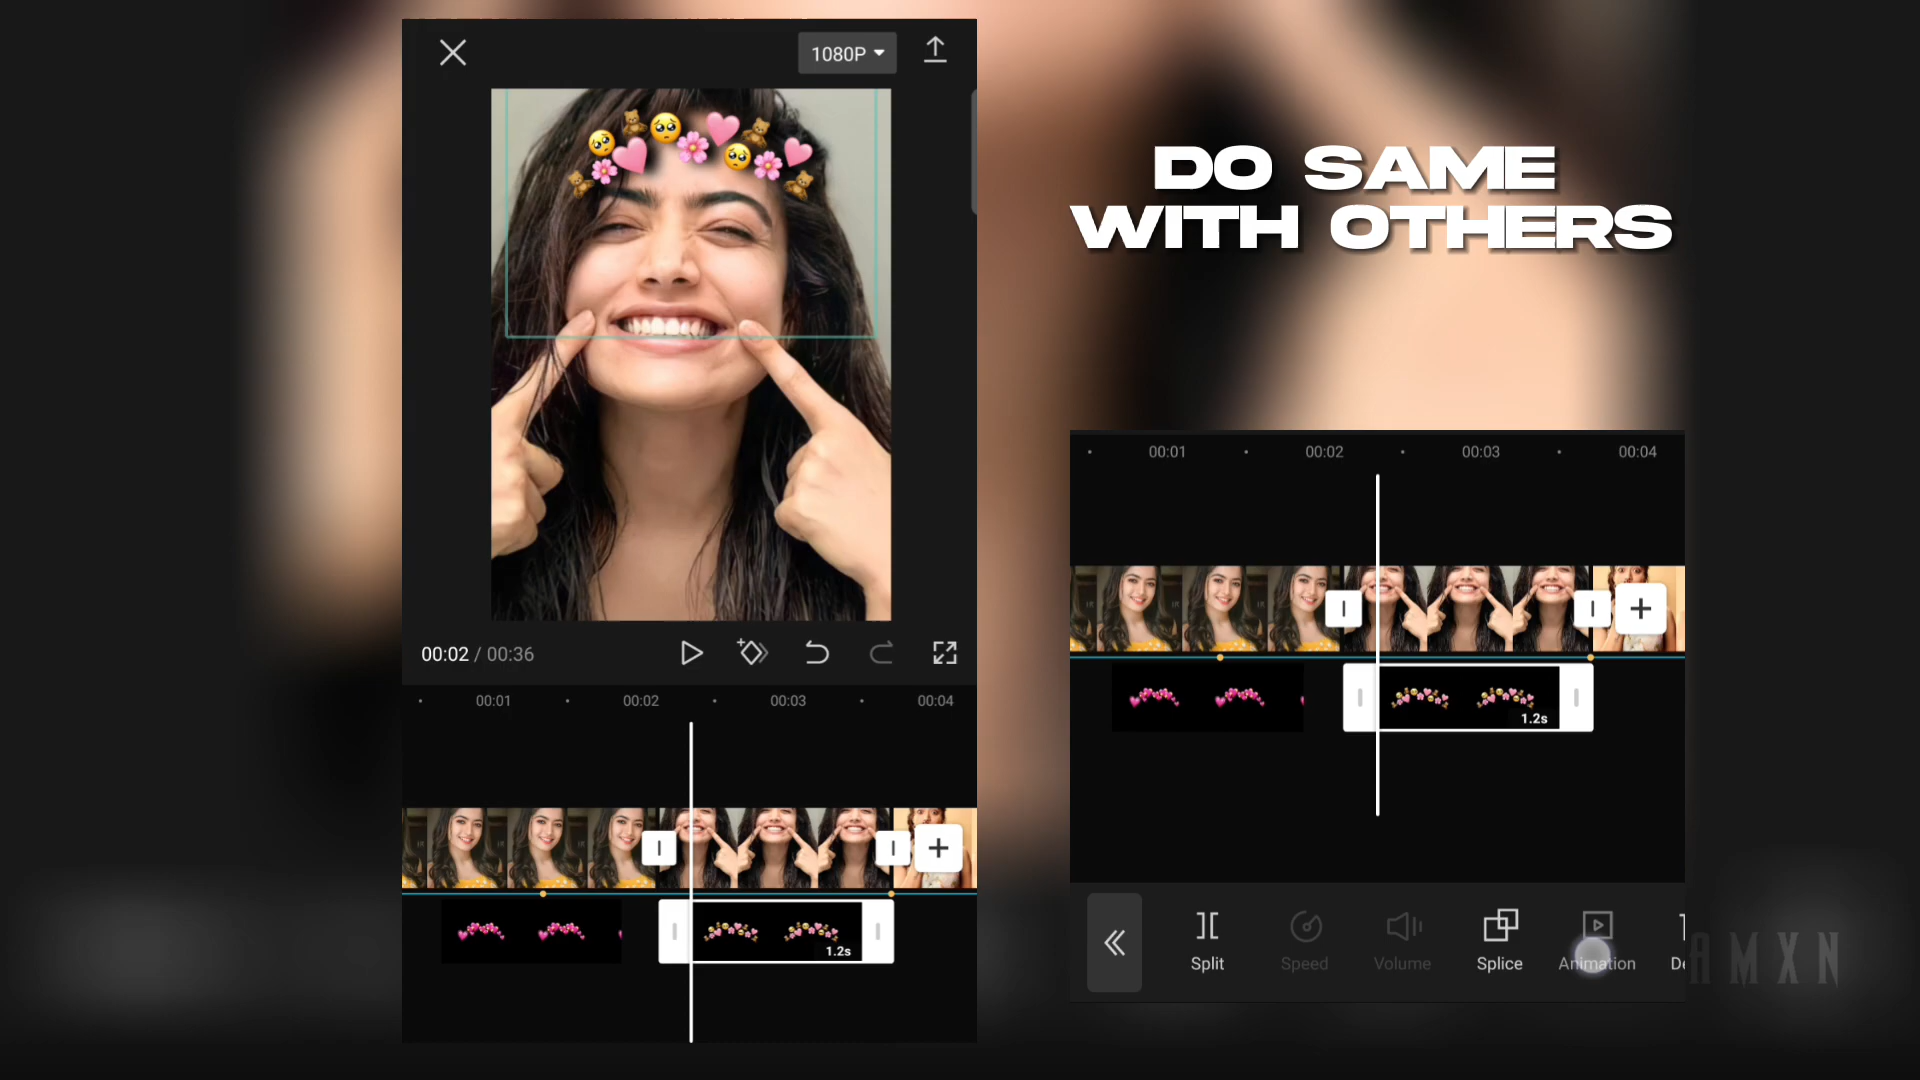 1080P
DO SAME
WITH OTHERS
00:02 / 00:36
00:01 00:02 00:03 00:04
1.2s
00:01 00:02 00:03 00:04
1.2s
Split Speed Volume Splice Animation De
AMXN